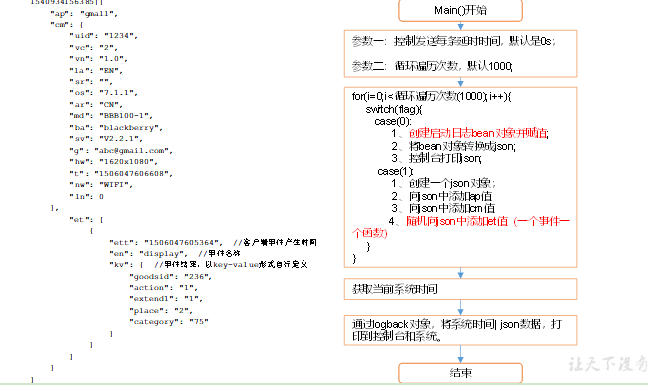 1540934156385|[
"ap": "gmall",
"cm": {
"uid": "1234",
"vc": "2",
"vn": "1.0",
"la": "EN",
"sr": "",
"os": "7.1.1",
"ar": "CN",
"md": "BBB100-1",
"ba": "blackberry",
"sv": "V2.2.1",
"g": "abc@gmail.com",
"hw": "1620x1080",
"t": "1506047606608",
"nw": "WIFI",
"ln": 0
},
"et": [
{
"ett": "1506047605364", //客户端事件产生时间
"en": "display", //事件名称
"kv": { //事件结果，以key-value形式自行定义
"goodsid": "236",
"action": "1",
"extend1": "1",
"place": "2",
"category": "75"
}
}
]
}
Main()开始
参数一：控制发送每条延时时间，默认是0s；
参数二：循环遍历次数，默认1000;
for(i=0;i<循环遍历次数(1000);i++){
switch(flag){
case(0):
1、创建启动日志bean对象并赋值;
2、将bean对象转换成json;
3、控制台打印json;
case(1):
1、创建一个json对象；
2、向json中添加ap值
3、向json中添加cm值
4、随机向json中添加et值（一个事件一
个函数）
}
}
获取当前系统时间
通过logback对象，将系统时间| json数据，打
印到控制台和系统。
结束
让天下没有